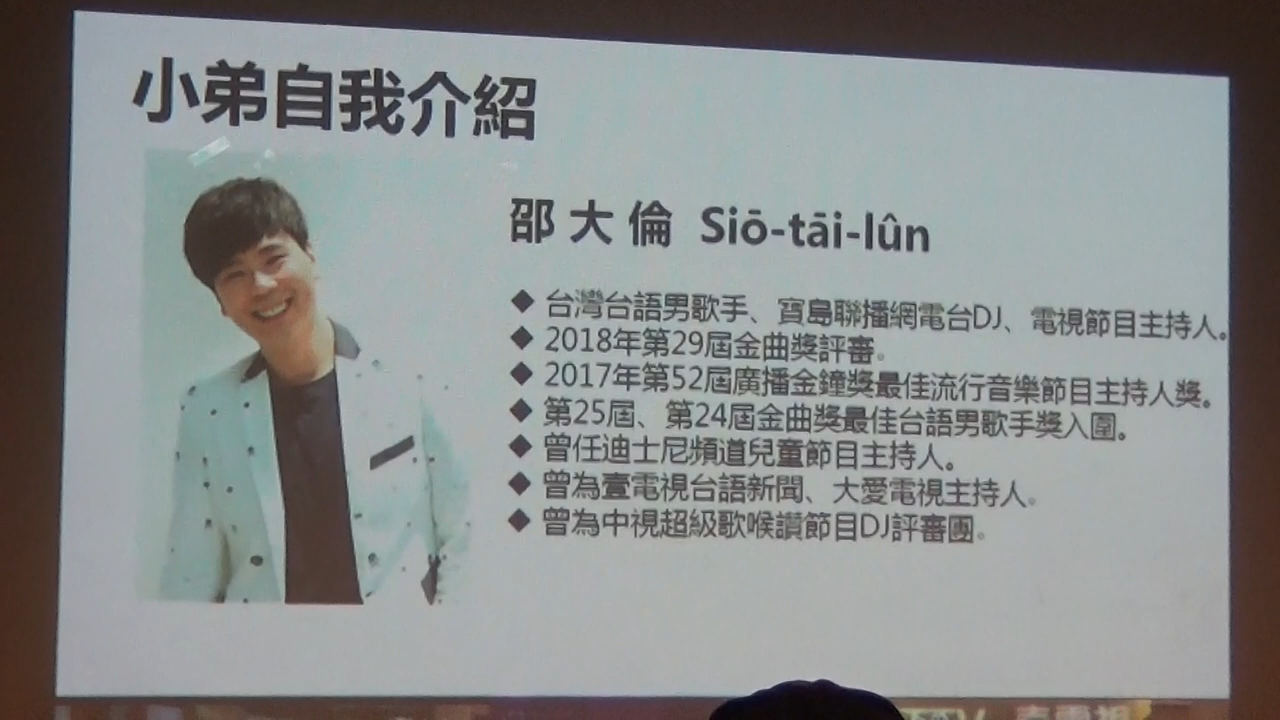 小弟自我介紹
邵大倫 Siō-tāi-lûn
◆ 台灣台語男歌手、寶島聯播網電台DJ、電視節目主持人。
◆ 2018年第29屆金曲獎評審。
◆ 2017年第52屆廣播金鐘獎最佳流行音樂節目主持人獎。
◆ 第25屆、第24屆金曲獎最佳台語男歌手獎入圍。
◆ 曾任迪士尼頻道兒童節目主持人。
◆ 曾為壹電視台語新聞、大愛電視主持人。
◆ 曾為中視超級歌喉讚節目DJ評審團。